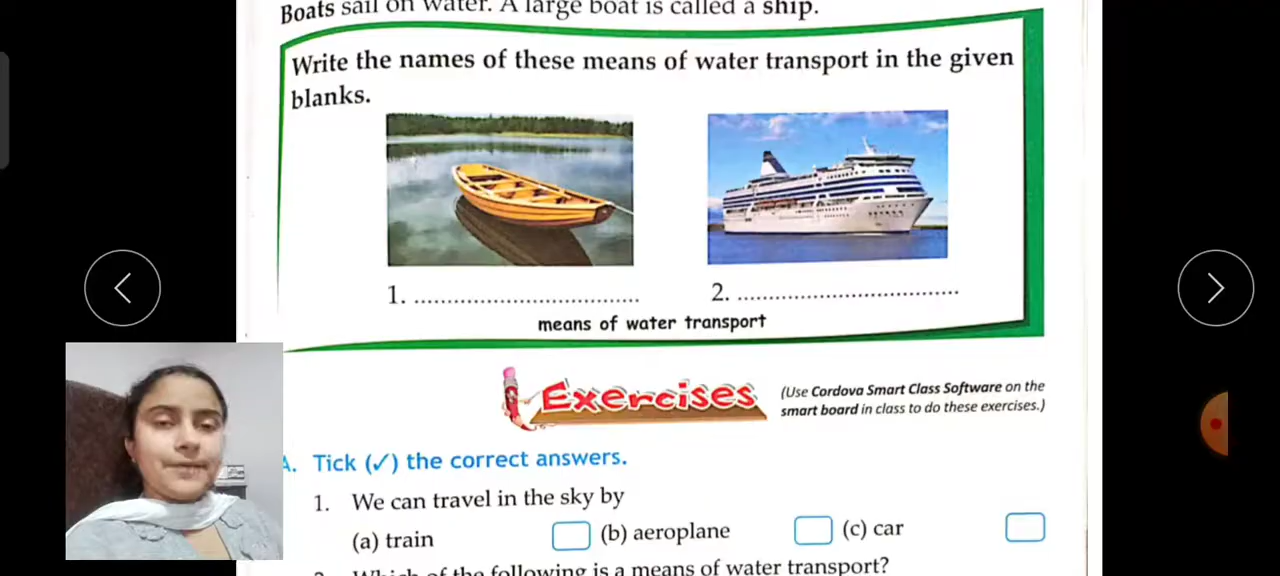 Boats sail on water. A large boat is called a ship.
Write the names of these means of water transport in the given
blanks.
1. ....................................
2. ....................................
means of water transport
Exercises
(Use Cordova Smart Class Software on the
smart board in class to do these exercises.)
A. Tick (✓) the correct answers.
1. We can travel in the sky by
(a) train (b) aeroplane (c) car
2. Which of the following is a means of water transport?